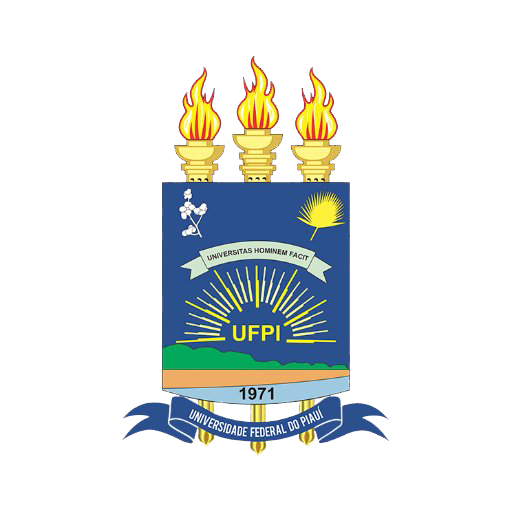 UNIVERSITAS HOMINEM FACIT
UFPI
1971
UNIVERSIDADE FEDERAL DO PIAUÍ